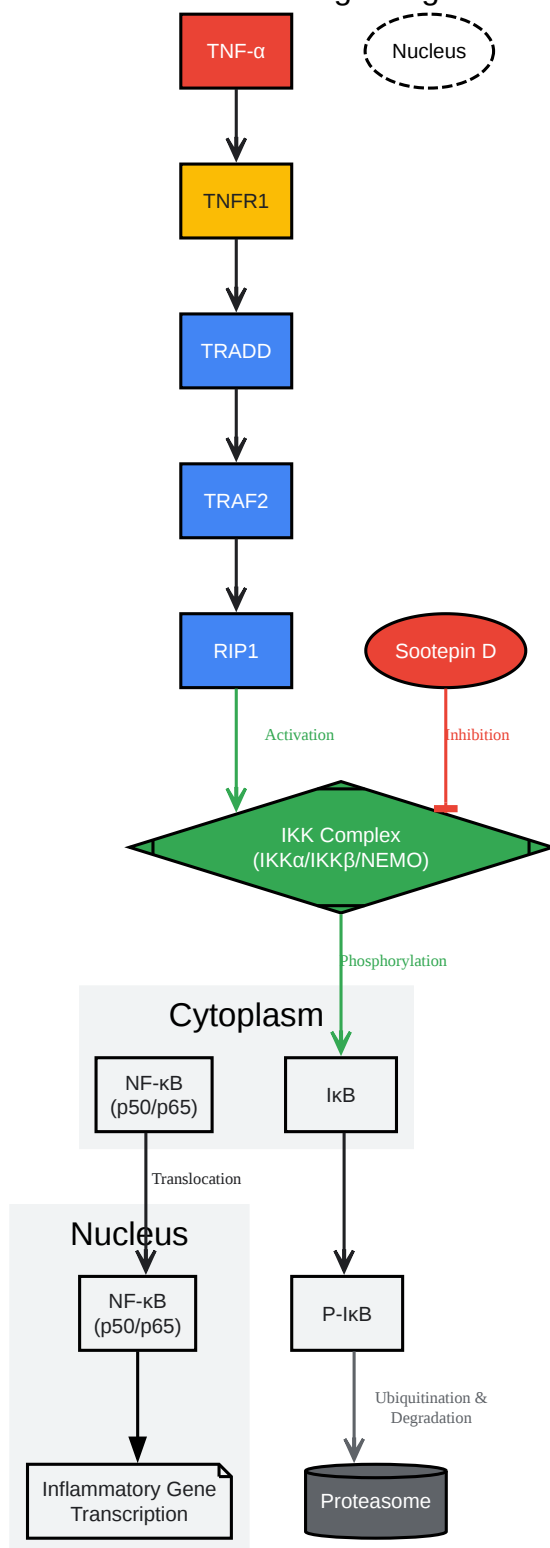 TNF-α
Nucleus
TNFR1
TRADD
TRAF2
RIP1
Sootepin D
Activation
Inhibition
IKK Complex
(IKKα/IKKβ/NEMO)
Phosphorylation
Cytoplasm
NF-κB
(p50/p65)
IκB
Translocation
Nucleus
NF-κB
(p50/p65)
P-IκB
Ubiquitination &
Degradation
Inflammatory Gene
Transcription
Proteasome